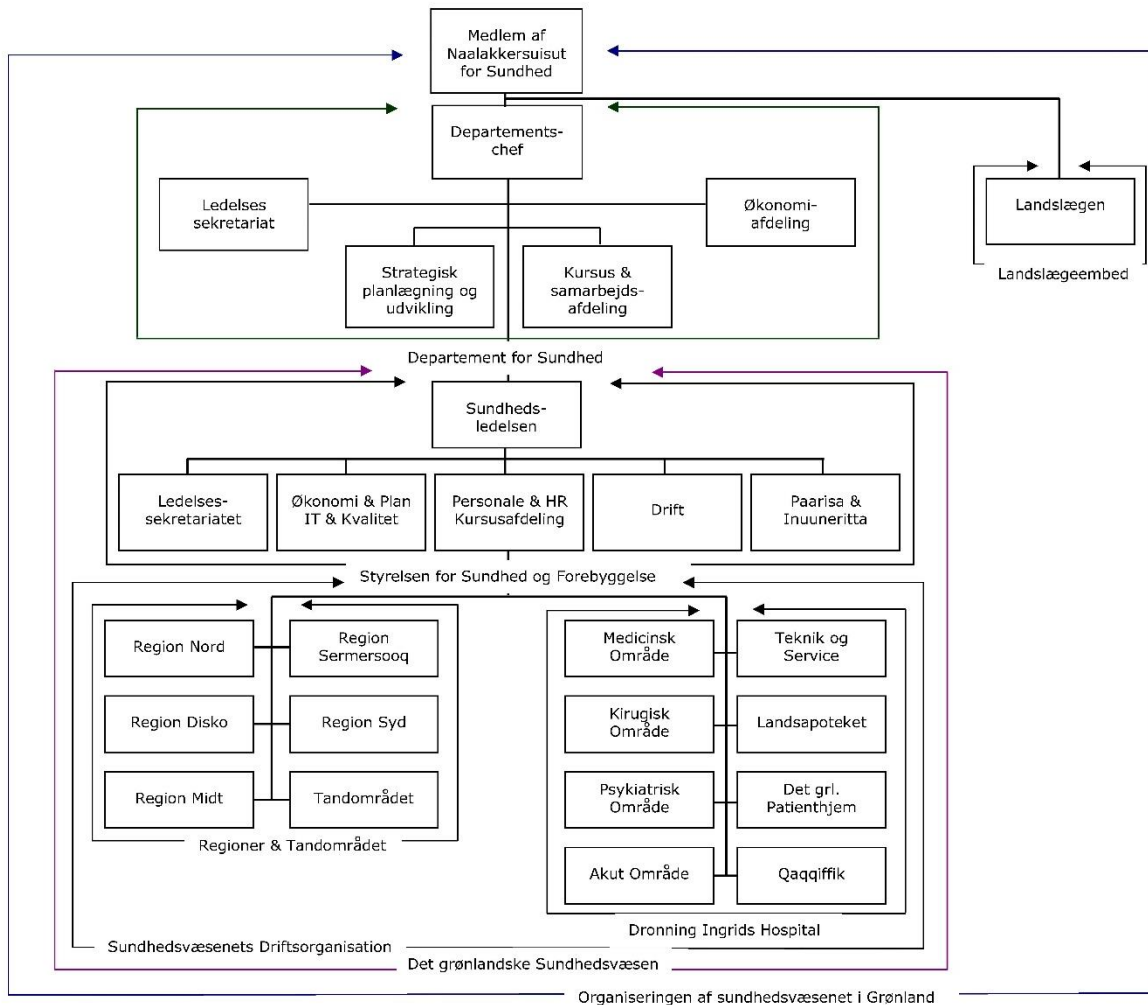 Medlem af
Naalakkersuisut
for Sundhed
Departements-
chef
Ledelses
sekretariat
Økonomi-
afdeling
Landslægen
Landslægeembed
Strategisk
planlægning og
udvikling
Kursus &
samarbejds-
afdeling
Departement for Sundhed
Sundheds-
ledelsen
Ledelses-
sekretariatet
Økonomi & Plan
IT & Kvalitet
Personale & HR
Kursusafdeling
Drift
Paarisa &
Inuuneritta
Styrelsen for Sundhed og Forebyggelse
Region Nord
Region
Sermersooq
Region Disko
Region Syd
Region Midt
Tandområdet
Regioner & Tandområdet
Medicinsk
Område
Teknik og
Service
Kirugisk
Område
Landsapoteket
Psykiatrisk
Område
Det grl.
Patienthjem
Akut Område
Qaqqiffik
Dronning Ingrids Hospital
Sundhedsvæsenets Driftsorganisation
Det grønlandske Sundhedsvæsen
Organiseringen af sundhedsvæsenet i Grønland